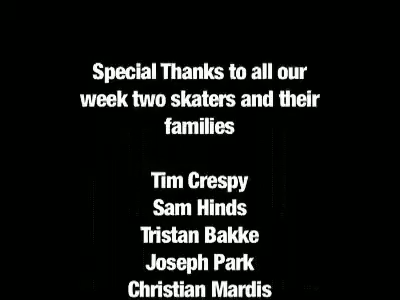 Special Thanks to all our
week two skaters and their
families
Tim Crespy
Sam Hinds
Tristan Bakke
Joseph Park
Christian Mardis